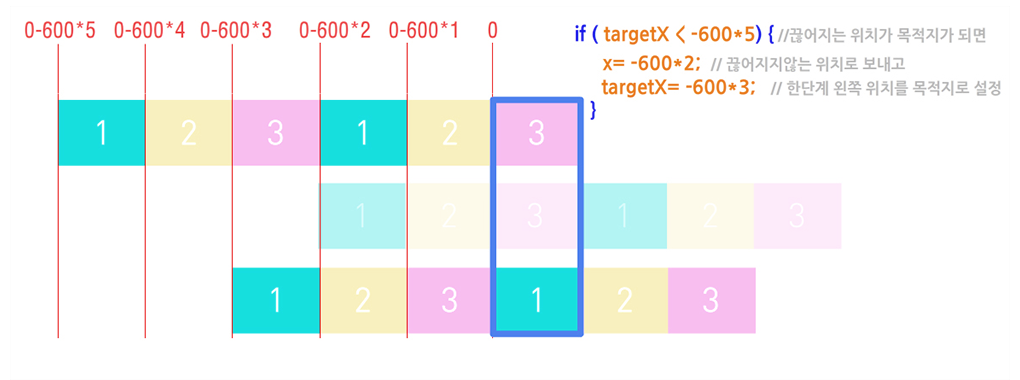 0-600*5 0-600*4 0-600*3 0-600*2 0-600*1 0
if ( targetX < -600*5) { //끊어지는 위치가 목적지가 되면
x= -600*2; // 끊어지지않는 위치로 보내고
targetX= -600*3; // 한단계 왼쪽 위치를 목적지로 설정
}
1 2 3 1 2 3
1 2 3 1 2 3
1 2 3 1 2 3